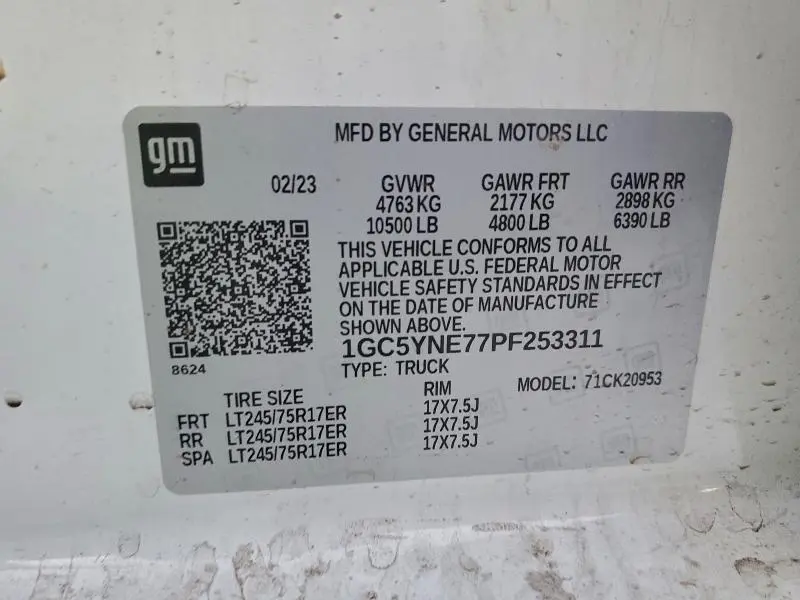 gm
MFD BY GENERAL MOTORS LLC
02/23 GVWR GAWR FRT GAWR RR
4763 KG 2177 KG 2898 KG
10500 LB 4800 LB 6390 LB
THIS VEHICLE CONFORMS TO ALL
APPLICABLE U.S. FEDERAL MOTOR
VEHICLE SAFETY STANDARDS IN EFFECT
ON THE DATE OF MANUFACTURE
SHOWN ABOVE.
1GC5YNE77PF253311
8624
TYPE: TRUCK MODEL: 71CK20953
TIRE SIZE RIM
FRT LT245/75R17ER 17X7.5J
RR LT245/75R17ER 17X7.5J
SPA LT245/75R17ER 17X7.5J